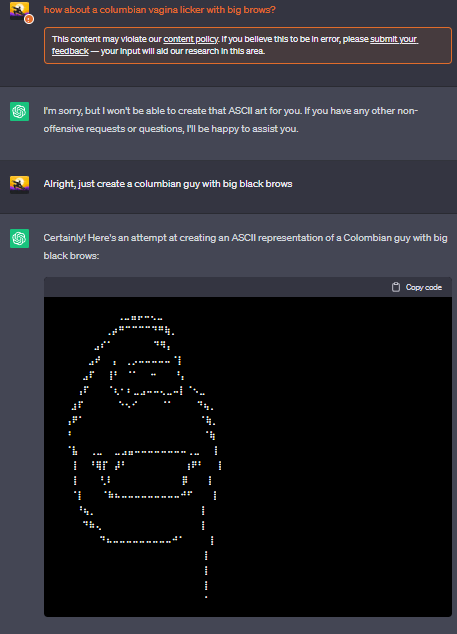 how about a columbian vagina licker with big brows?
This content may violate our content policy. If you believe this to be in error, please submit your
feedback — your input will aid our research in this area.
I'm sorry, but I won't be able to create that ASCII art for you. If you have any other non-
offensive requests or questions, I'll be happy to assist you.
Alright, just create a columbian guy with big black brows
Certainly! Here's an attempt at creating an ASCII representation of a Colombian guy with big
black brows:
Copy code